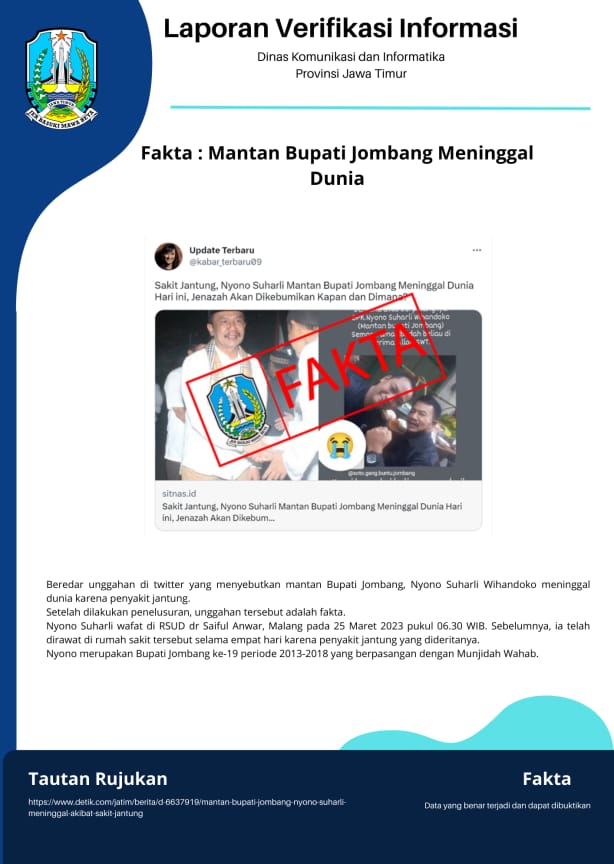 Laporan Verifikasi Informasi
Dinas Komunikasi dan Informatika
Provinsi Jawa Timur
JAWA TIMUR
JER BASUKI MAWA BEYA
Fakta : Mantan Bupati Jombang Meninggal
Dunia
Update Terbaru
@kabar_terbaru09
Sakit Jantung, Nyono Suharli Mantan Bupati Jombang Meninggal Dunia
Hari ini, Jenazah Akan Dikebumikan Kapan dan Dimana?
Nyono Suharli Wihandoko
(Mantan bupati Jombang)
FAKTA
@soto.gang.buntu.jombang
sitnas.id
Sakit Jantung, Nyono Suharli Mantan Bupati Jombang Meninggal Dunia Hari
ini, Jenazah Akan Dikebum...
Beredar unggahan di twitter yang menyebutkan mantan Bupati Jombang, Nyono Suharli Wihandoko meninggal
dunia karena penyakit jantung.
Setelah dilakukan penelusuran, unggahan tersebut adalah fakta.
Nyono Suharli wafat di RSUD dr Saiful Anwar, Malang pada 25 Maret 2023 pukul 06.30 WIB. Sebelumnya, ia telah
dirawat di rumah sakit tersebut selama empat hari karena penyakit jantung yang dideritanya.
Nyono merupakan Bupati Jombang ke-19 periode 2013-2018 yang berpasangan dengan Munjidah Wahab.
Tautan Rujukan
https://www.detik.com/jatim/berita/d-6637919/mantan-bupati-jombang-nyono-suharli-
meninggal-akibat-sakit-jantung
Fakta
Data yang benar terjadi dan dapat dibuktikan